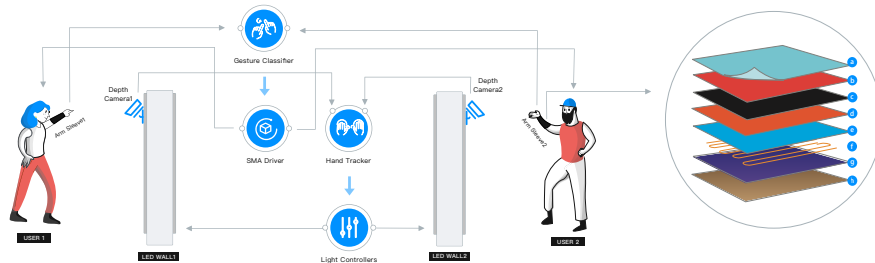 Gesture Classifier
Depth
Camera1
Depth
Camera2
Arm Sleeve1
Arm Sleeve2
SMA Driver
Hand Tracker
Light Controllers
USER 1
LED WALL1
LED WALL2
USER 2
a
b
c
d
e
f
g